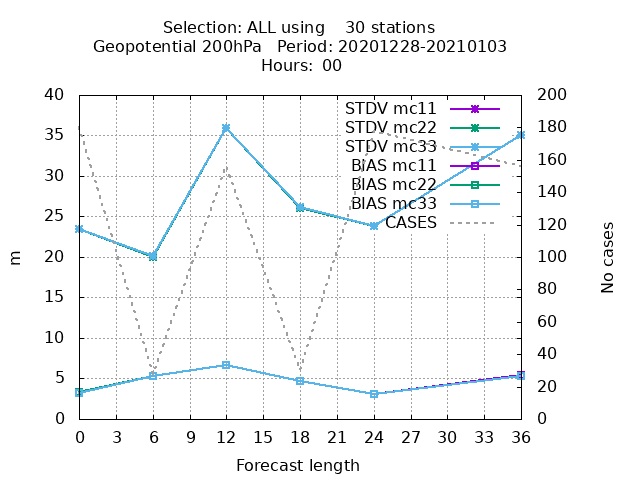 Selection: ALL using    30 stations
Geopotential 200hPa   Period: 20201228-20210103
Hours: 00
STDV mc11
STDV mc22
STDV mc33
BIAS mc11
BIAS mc22
BIAS mc33
CASES
40
35
30
25
20
15
10
5
0
m
200
180
160
140
120
100
80
60
40
20
0
No cases
0 3 6 9 12 15 18 21 24 27 30 33 36
Forecast length